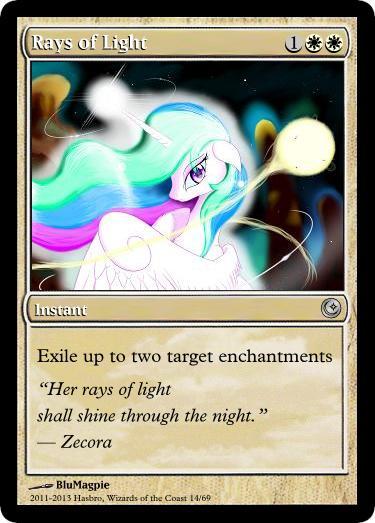 Rays of Light 1
Instant
Exile up to two target enchantments
“Her rays of light
shall shine through the night.”
— Zecora
BluMagpie
2011-2013 Hasbro, Wizards of the Coast 14/69